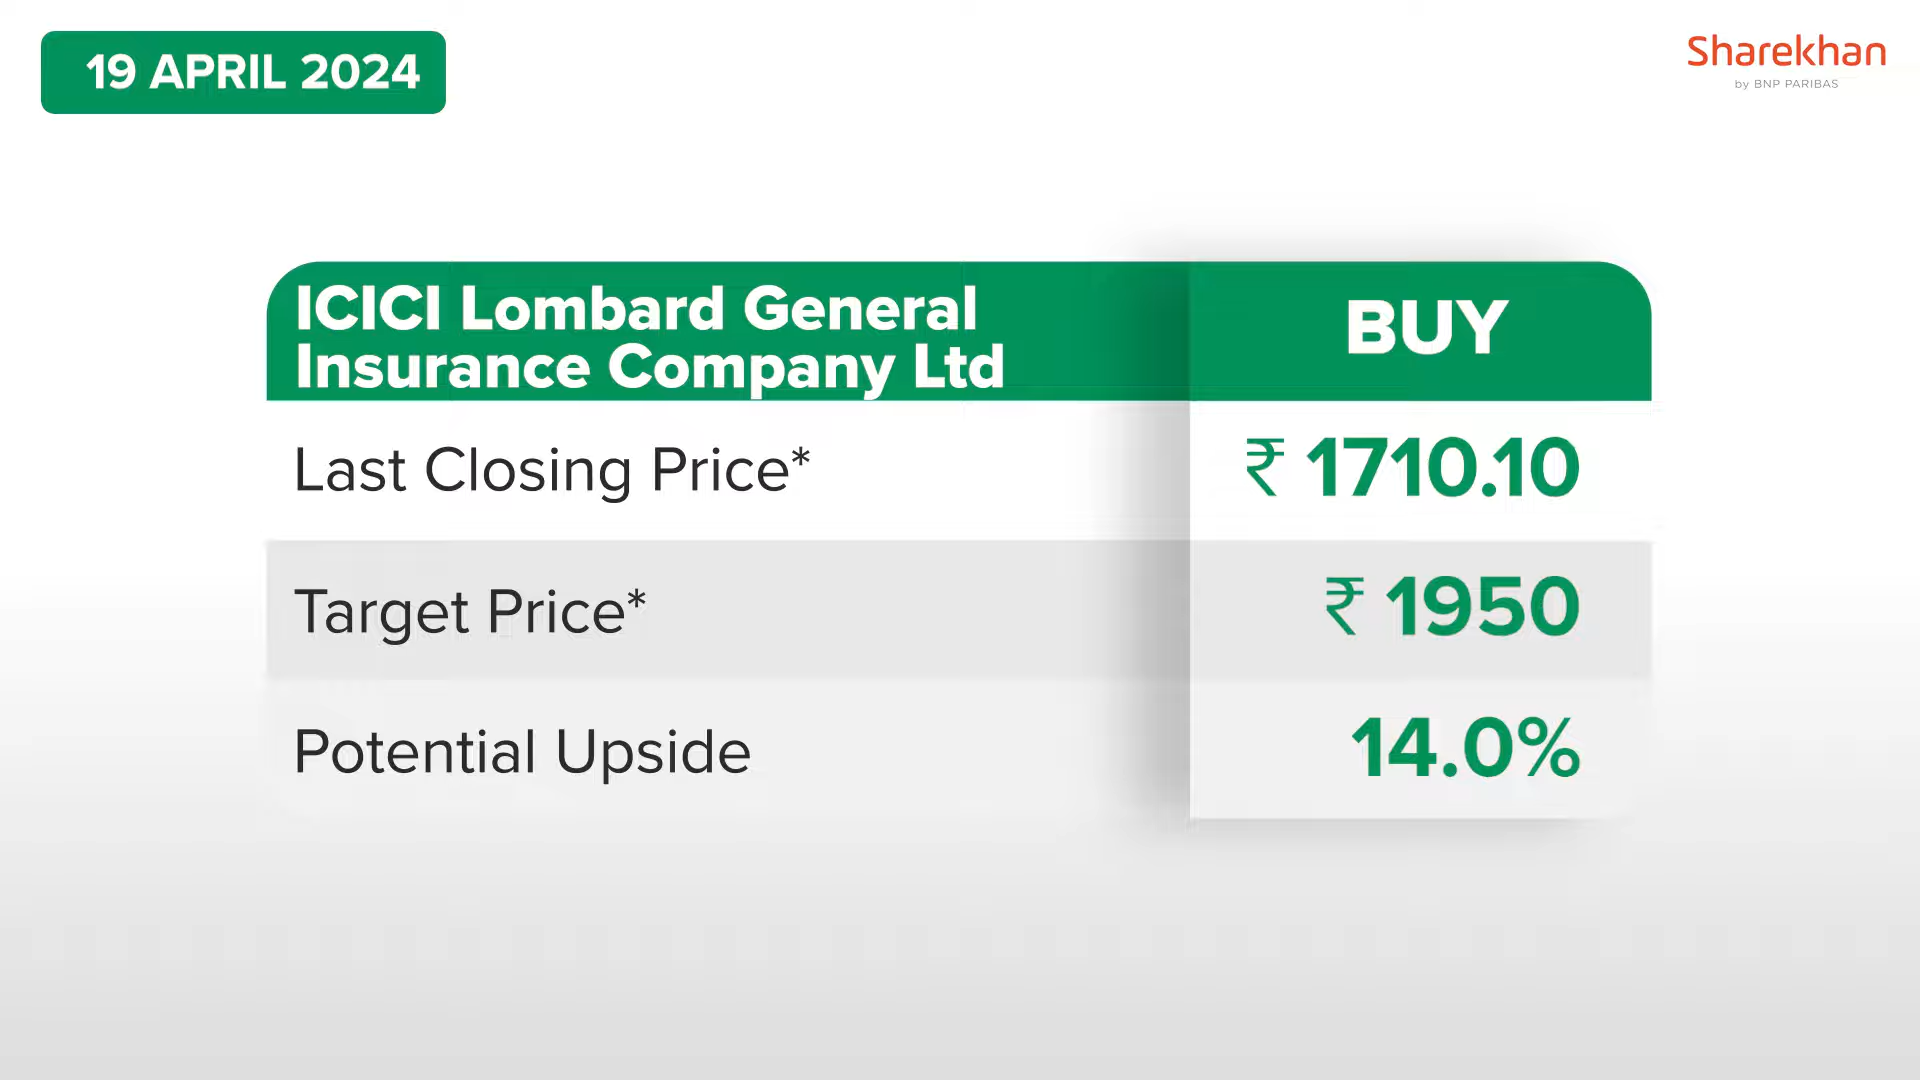 19 APRIL 2024
Sharekhan
by BNP PARIBAS
ICICI Lombard General
Insurance Company Ltd
BUY
Last Closing Price*
₹ 1710.10
Target Price*
₹ 1950
Potential Upside
14.0%